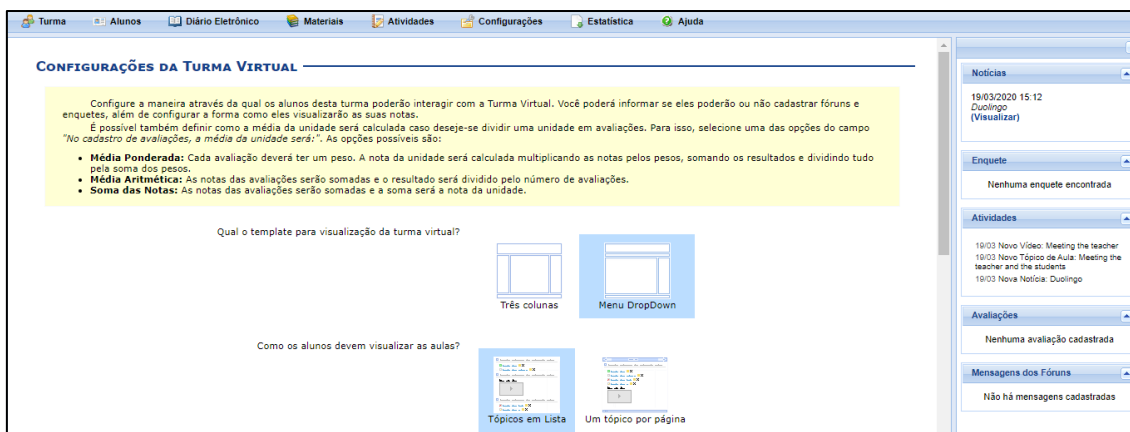 Turma Alunos Diário Eletrônico Materiais Atividades Configurações Estatística Ajuda
CONFIGURAÇÕES DA TURMA VIRTUAL
Configure a maneira através da qual os alunos desta turma poderão interagir com a Turma Virtual. Você poderá informar se eles poderão ou não cadastrar fóruns e
enquetes, além de configurar a forma como eles visualizarão as suas notas.
É possível também definir como a média da unidade será calculada caso deseje-se dividir uma unidade em avaliações. Para isso, selecione uma das opções do campo
"No cadastro de avaliações, a média da unidade será:". As opções possíveis são:
• Média Ponderada: Cada avaliação deverá ter um peso. A nota da unidade será calculada multiplicando as notas pelos pesos, somando os resultados e dividindo tudo
pela soma dos pesos.
• Média Aritmética: As notas das avaliações serão somadas e o resultado será dividido pelo número de avaliações.
• Soma das Notas: As notas das avaliações serão somadas e a soma será a nota da unidade.
Qual o template para visualização da turma virtual?
Três colunas Menu DropDown
Como os alunos devem visualizar as aulas?
Tópicos em Lista Um tópico por página
Notícias
19/03/2020 15:12
Duolingo
(Visualizar)
Enquete
Nenhuma enquete encontrada
Atividades
19/03 Novo Vídeo: Meeting the teacher
19/03 Novo Tópico de Aula: Meeting the
teacher and the students
19/03 Nova Notícia: Duolingo
Avaliações
Nenhuma avaliação cadastrada
Mensagens dos Fóruns
Não há mensagens cadastradas